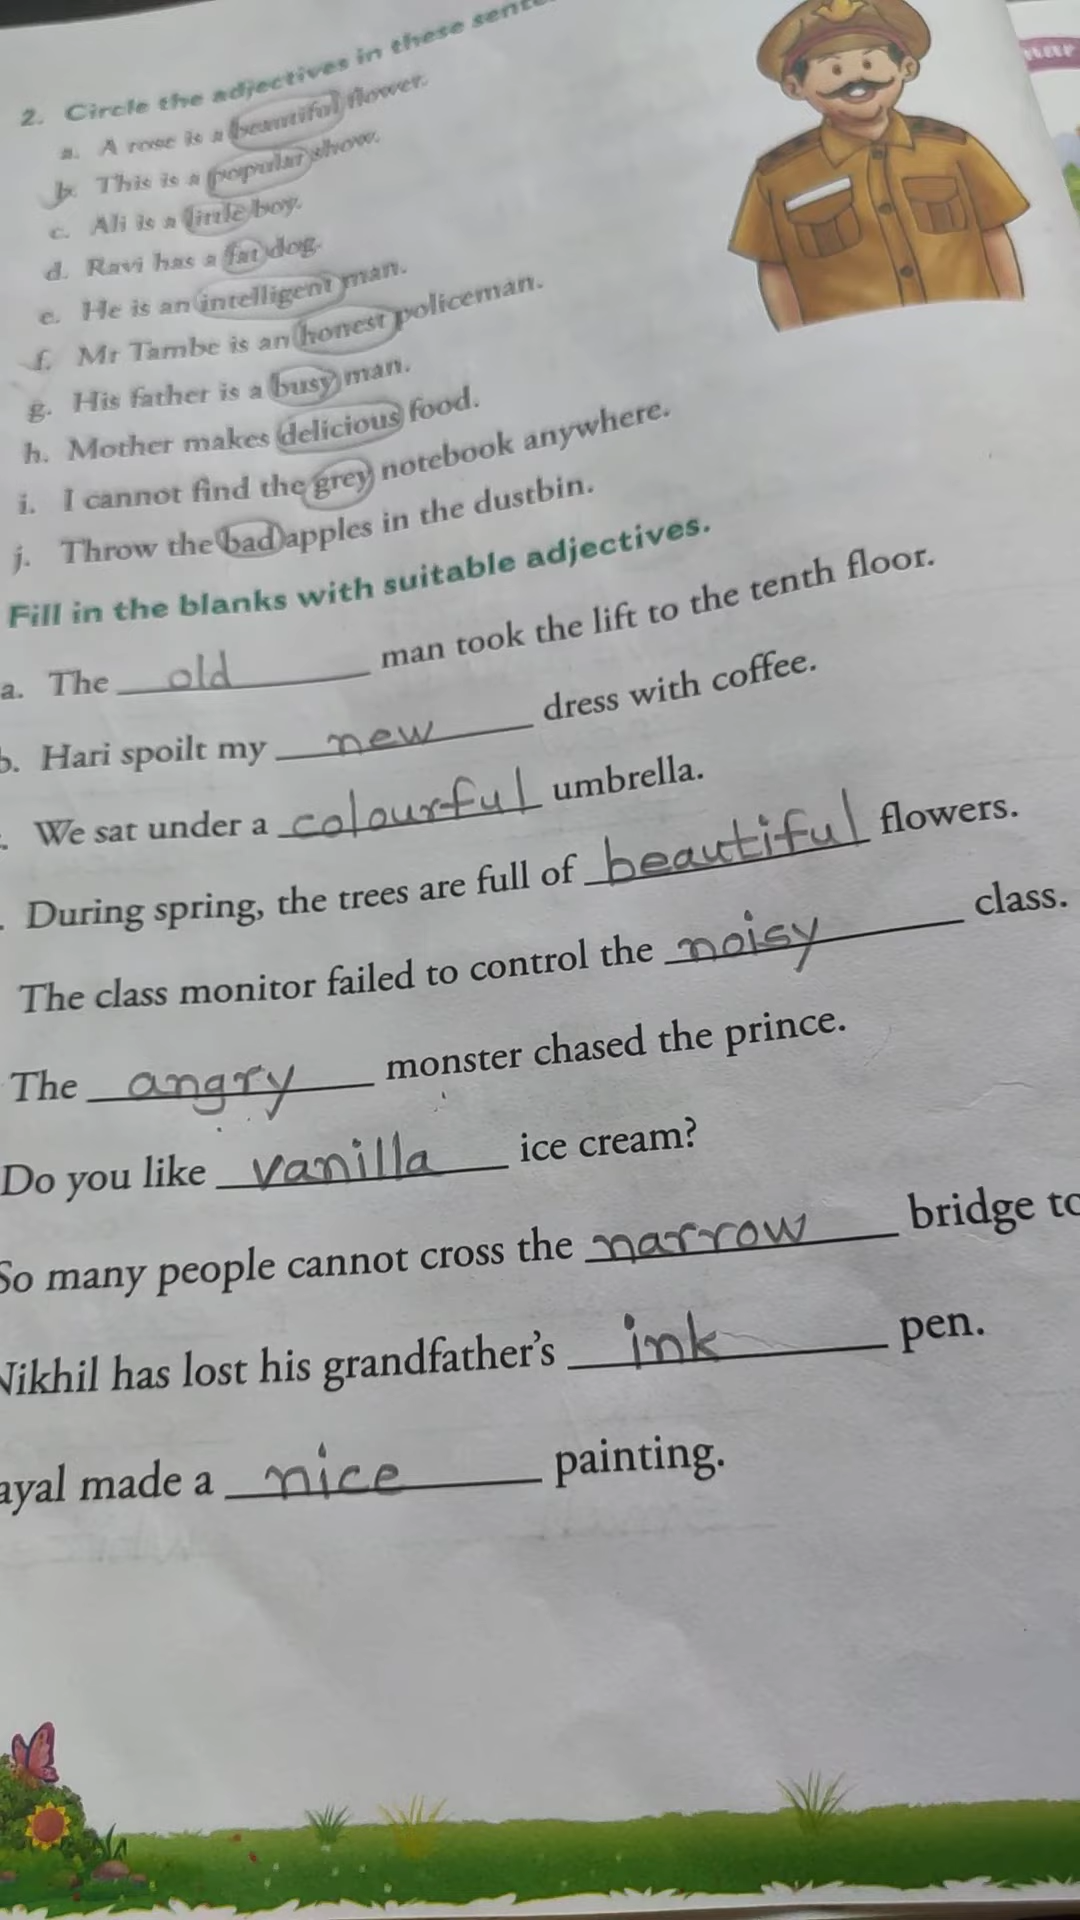 2. Circle the adjectives in these
a. A rose is a beautiful flower.
b. This is a popular show.
c. Ali is a little boy.
d. Ravi has a fat dog.
e. He is an intelligent man.
f. Mr Tambe is an honest policeman.
g. His father is a busy man.
h. Mother makes delicious food.
i. I cannot find the grey notebook anywhere.
j. Throw the bad apples in the dustbin.
Fill in the blanks with suitable adjectives.
a. The old man took the lift to the tenth floor.
b. Hari spoilt my new dress with coffee.
We sat under a colourful umbrella.
During spring, the trees are full of beautiful flowers.
The class monitor failed to control the noisy class.
The angry monster chased the prince.
Do you like vanilla ice cream?
So many people cannot cross the narrow bridge to
Nikhil has lost his grandfather's ink pen.
ayal made a nice painting.